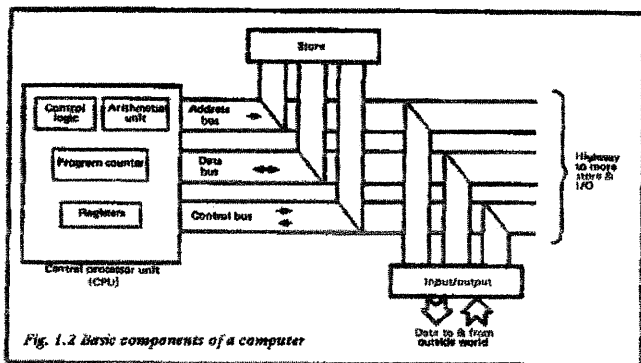 Store
Control
logic
Arithmetic
unit
Address
bus
Program counter
Data
bus
Highway
to more
store &
I/O
Registers
Control bus
Central processor unit
(CPU)
Input/output
Data to & from
outside world
Fig. 1.2 Basic components of a computer